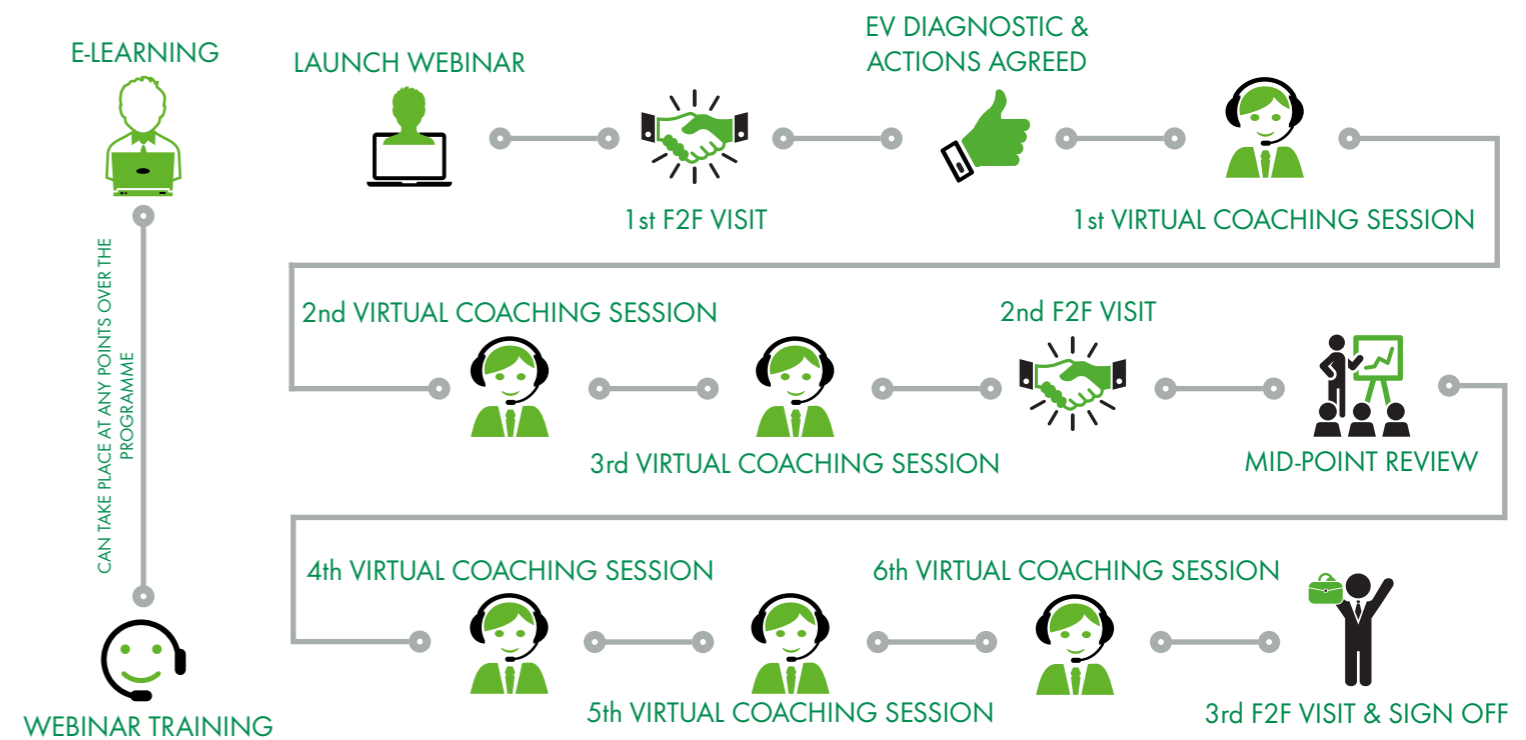 E-LEARNING
CAN TAKE PLACE AT ANY POINTS OVER THE
PROGRAMME
WEBINAR TRAINING
LAUNCH WEBINAR
1st F2F VISIT
EV DIAGNOSTIC &
ACTIONS AGREED
1st VIRTUAL COACHING SESSION
2nd VIRTUAL COACHING SESSION
3rd VIRTUAL COACHING SESSION
2nd F2F VISIT
MID-POINT REVIEW
4th VIRTUAL COACHING SESSION
5th VIRTUAL COACHING SESSION
6th VIRTUAL COACHING SESSION
3rd F2F VISIT & SIGN OFF